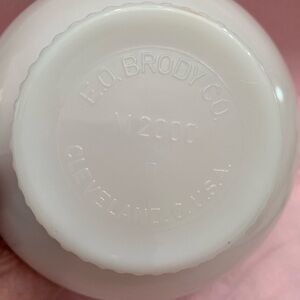 E.O. BRODY CO.
M2000
CLEVELAND, O. U.S.A.